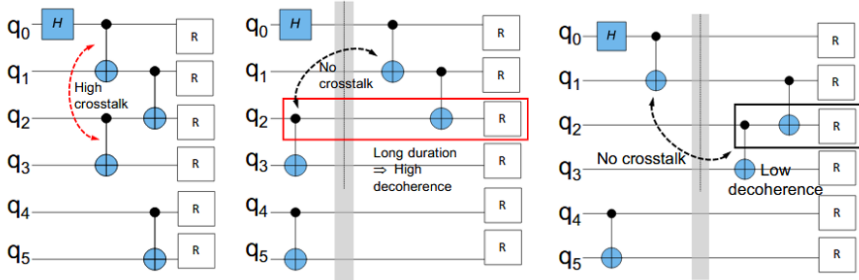 q0 H R
q1 R
High
crosstalk
q2 R
q3 R
q4 R
q5 R
q0 H R
q1 No
crosstalk R
q2 R
q3 Long duration R
⇒ High
decoherence
q4 R
q5 R
q0 H R
q1 R
q2 R
No crosstalk
q3 Low R
decoherence
q4 R
q5 R